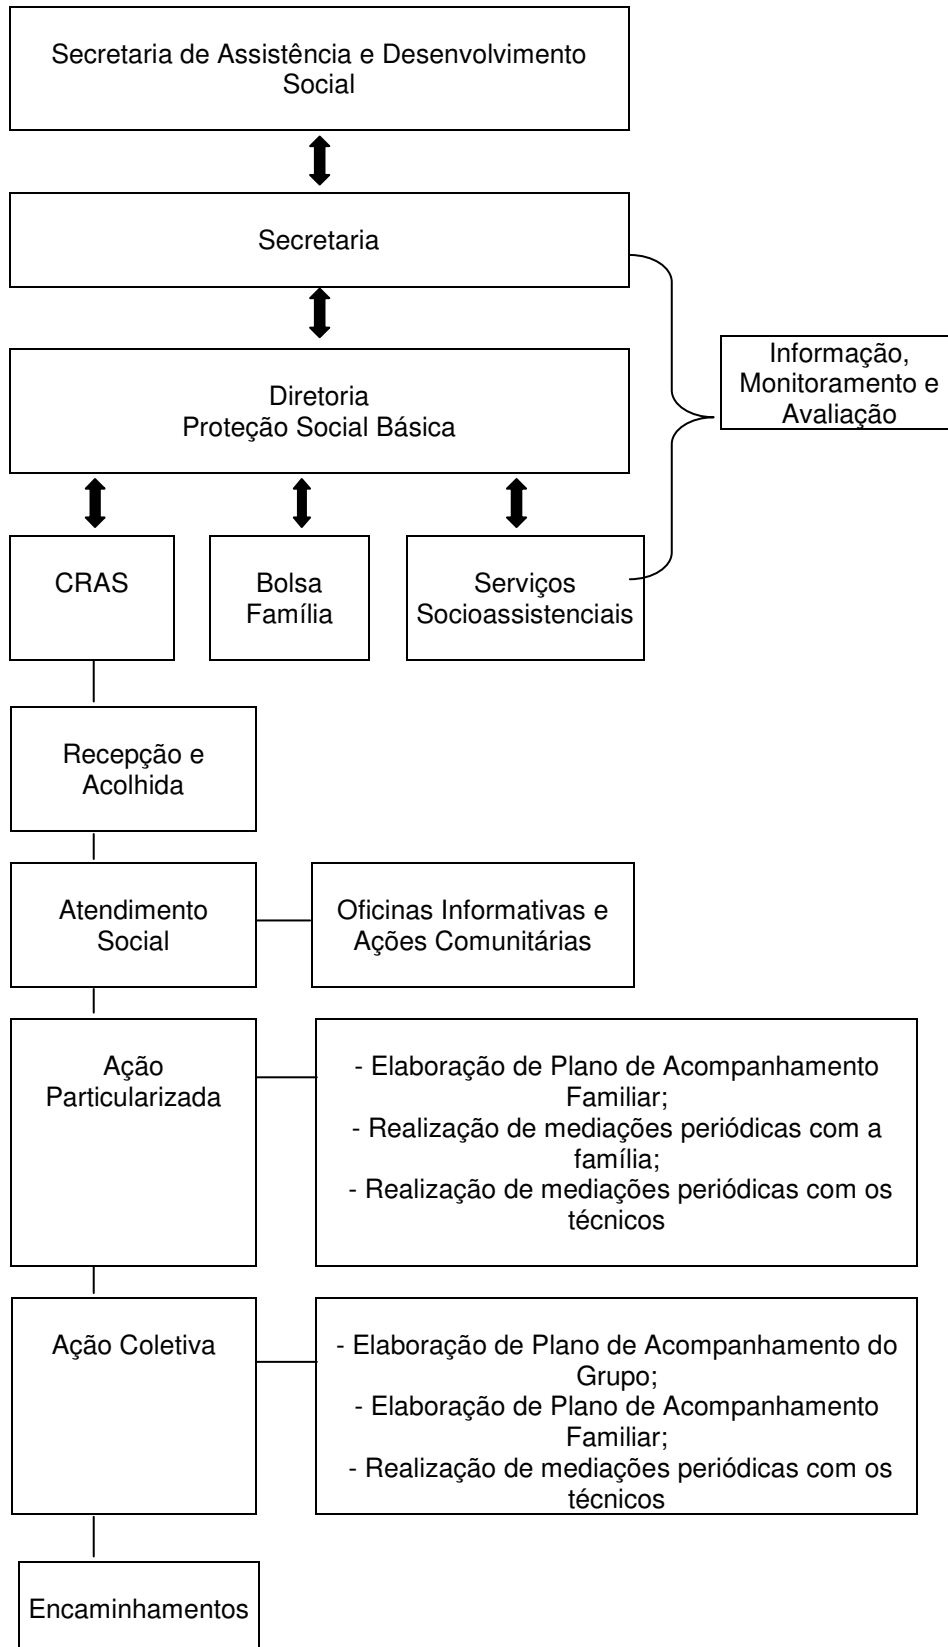 Secretaria de Assistência e Desenvolvimento
Social
Secretaria
Informação,
Monitoramento e
Avaliação
Diretoria
Proteção Social Básica
CRAS
Bolsa
Família
Serviços
Socioassistenciais
Recepção e
Acolhida
Atendimento
Social
Oficinas Informativas e
Ações Comunitárias
Ação
Particularizada
- Elaboração de Plano de Acompanhamento
Familiar;
- Realização de mediações periódicas com a
família;
- Realização de mediações periódicas com os
técnicos
Ação Coletiva
- Elaboração de Plano de Acompanhamento do
Grupo;
- Elaboração de Plano de Acompanhamento
Familiar;
- Realização de mediações periódicas com os
técnicos
Encaminhamentos